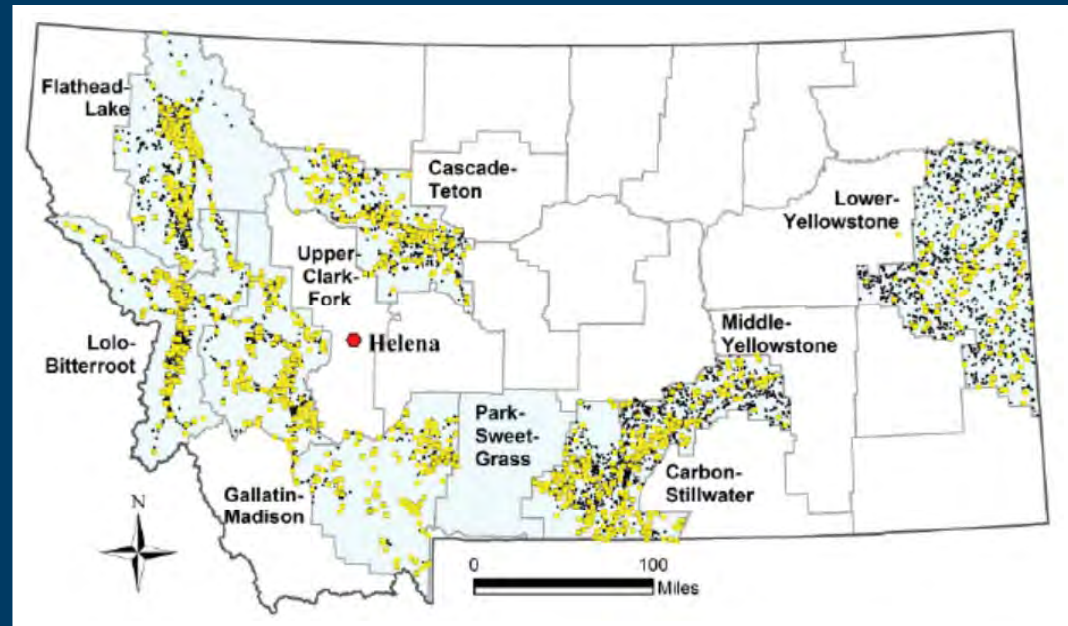 Flathead-
Lake
Cascade-
Teton
Lower-
Yellowstone
Upper-
Clark-
Fork
Middle-
Yellowstone
Helena
Lolo-
Bitterroot
Park-
Sweet-
Grass
Carbon-
Stillwater
Gallatin-
Madison
N
0
100
Miles